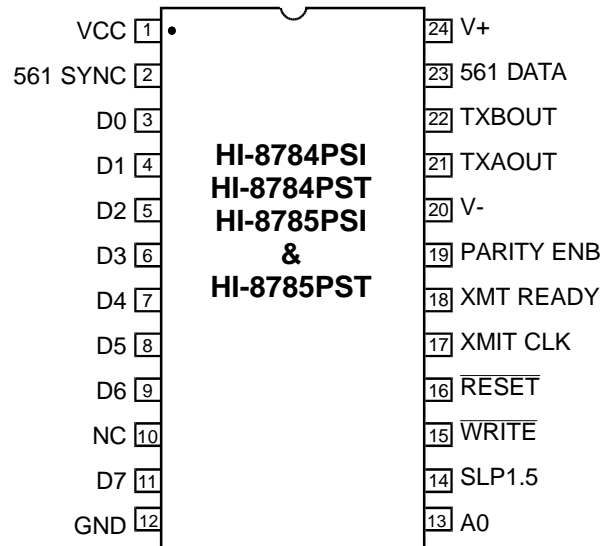 VCC 1
561 SYNC 2
D0 3
D1 4
D2 5
D3 6
D4 7
D5 8
D6 9
NC 10
D7 11
GND 12
HI-8784PSI
HI-8784PST
HI-8785PSI
&
HI-8785PST
24 V+
23 561 DATA
22 TXBOUT
21 TXAOUT
20 V-
19 PARITY ENB
18 XMT READY
17 XMIT CLK
16 RESET
15 WRITE
14 SLP1.5
13 A0